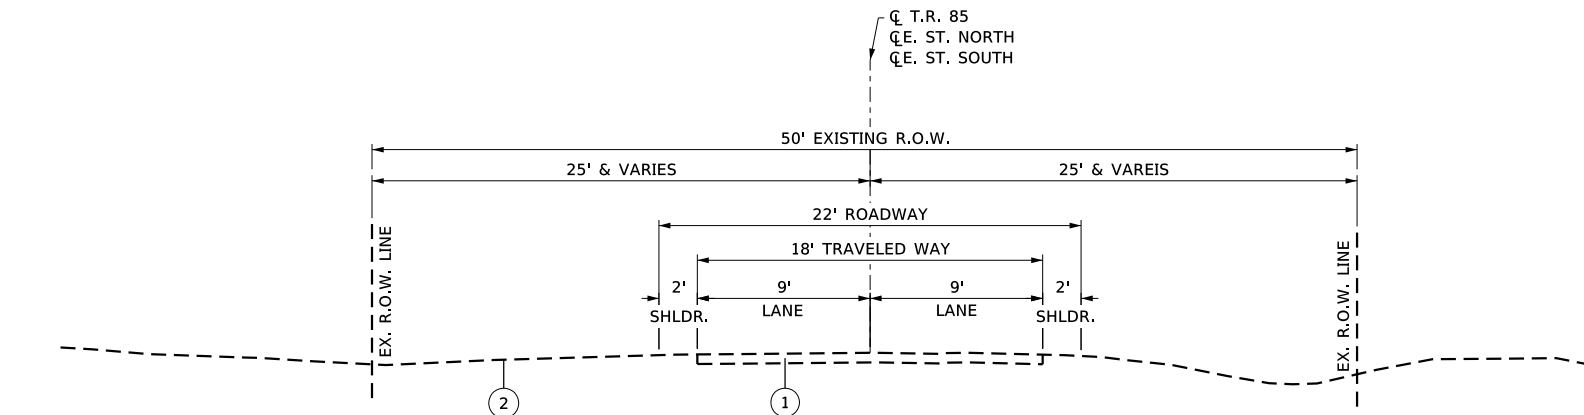 ℄ T.R. 85
℄ E. ST. NORTH
℄ E. ST. SOUTH
50' EXISTING R.O.W.
25' & VARIES
25' & VAREIS
22' ROADWAY
18' TRAVELED WAY
2'
9'
9'
2'
SHLDR.
LANE
LANE
SHLDR.
EX. R.O.W. LINE
EX. R.O.W. LINE
2
1